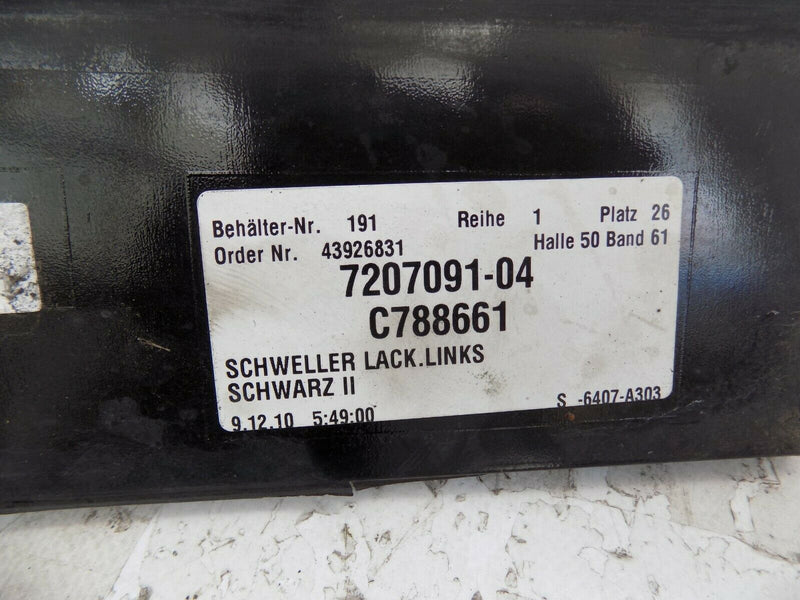 Behälter-Nr. 191 Reihe 1 Platz 26
Order Nr. 43926831 Halle 50 Band 61
7207091-04
C788661
SCHWELLER LACK.LINKS
SCHWARZ II
9.12.10 5:49:00 S -6407-A303